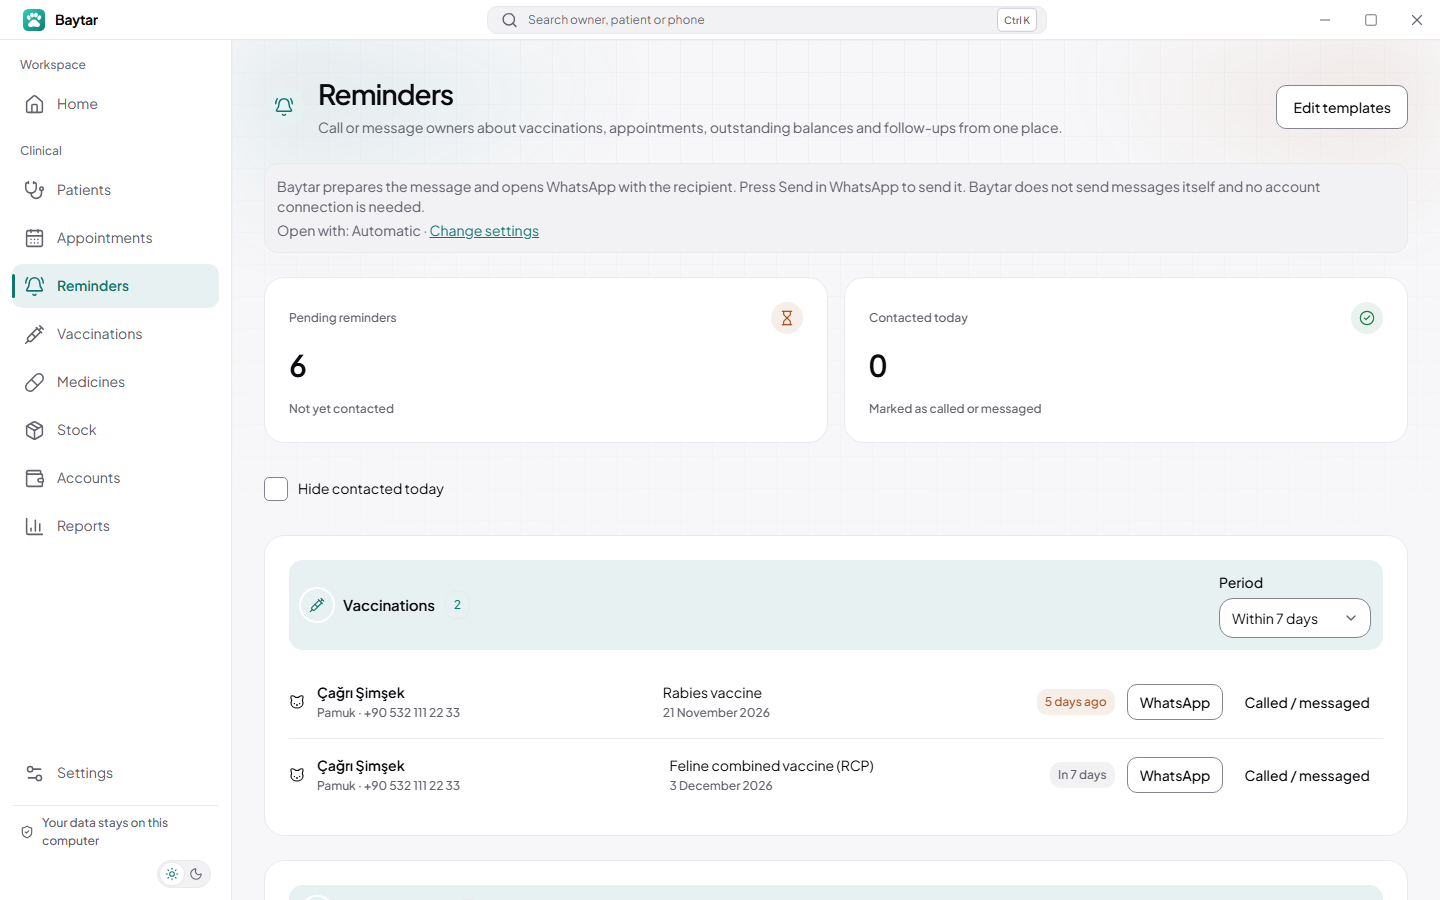 Baytar
Search owner, patient or phone
Ctrl K
Workspace
Home
Clinical
Patients
Appointments
Reminders
Vaccinations
Medicines
Stock
Accounts
Reports
Settings
Your data stays on this
computer
Reminders
Call or message owners about vaccinations, appointments, outstanding balances and follow-ups from one place.
Edit templates
Baytar prepares the message and opens WhatsApp with the recipient. Press Send in WhatsApp to send it. Baytar does not send messages itself and no account
connection is needed.
Open with: Automatic · Change settings
Pending reminders
6
Not yet contacted
Contacted today
0
Marked as called or messaged
Hide contacted today
Vaccinations 2
Period
Within 7 days
Çağrı Şimşek
Pamuk · +90 532 111 22 33
Rabies vaccine
21 November 2026
5 days ago
WhatsApp
Called / messaged
Çağrı Şimşek
Pamuk · +90 532 111 22 33
Feline combined vaccine (RCP)
3 December 2026
In 7 days
WhatsApp
Called / messaged